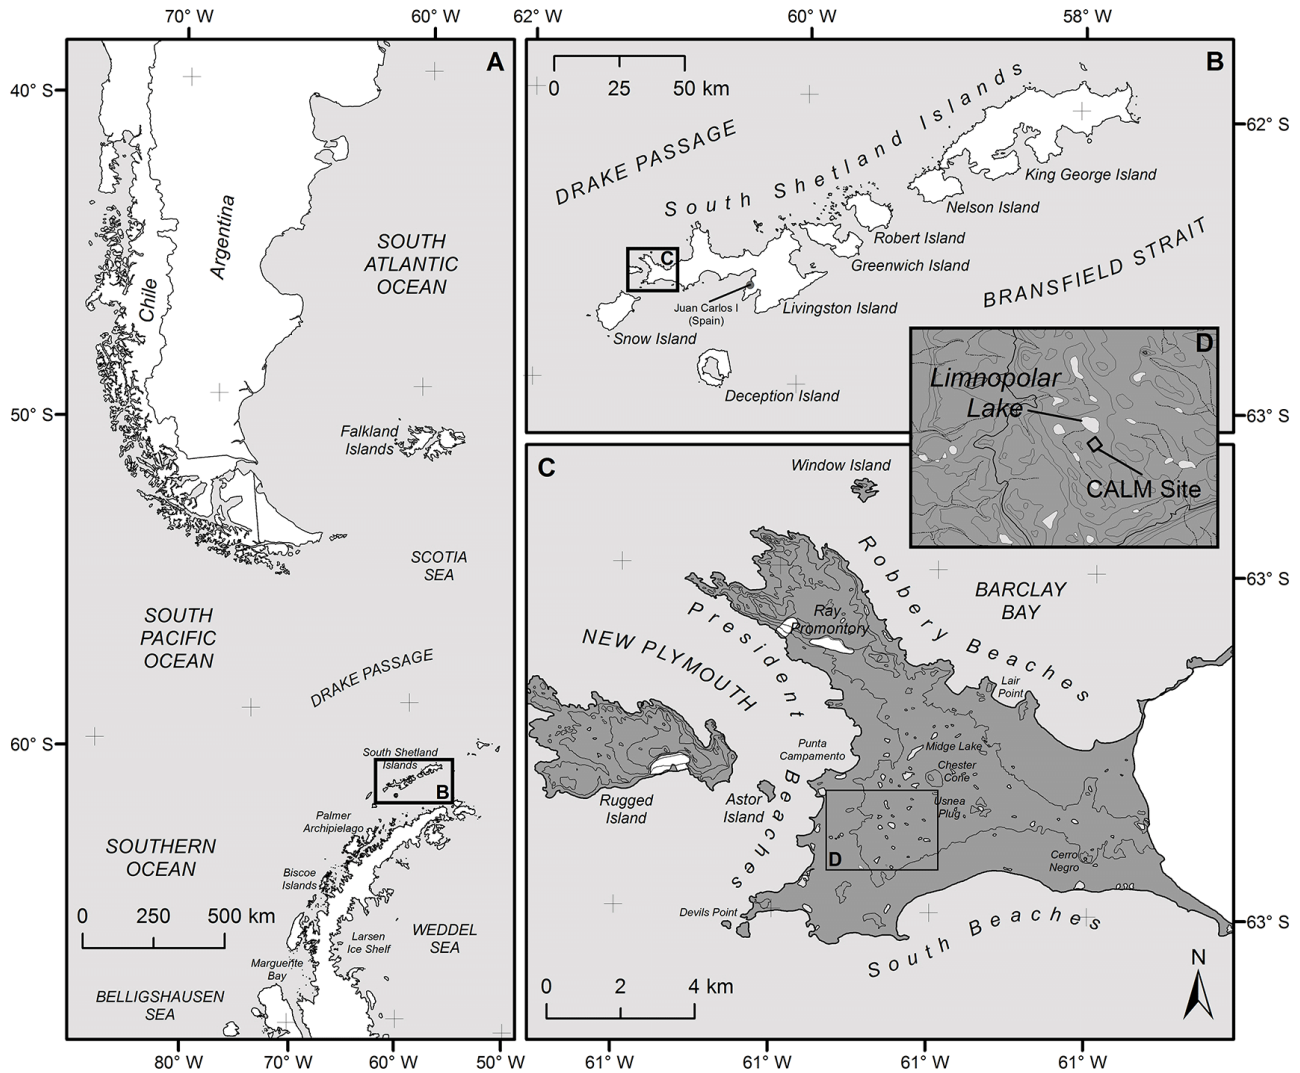 70° W
60° W
62° W
60° W
58° W
A
40° S
50° S
60° S
Argentina
Chile
SOUTH
ATLANTIC
OCEAN
Falkland
Islands
SCOTIA
SEA
SOUTH
PACIFIC
OCEAN
DRAKE PASSAGE
South Shetland
Islands
B
Palmer
Archipielago
SOUTHERN
OCEAN
Biscoe
Islands
0 250 500 km
Larsen
Ice Shelf
WEDDEL
SEA
Marguerite
Bay
BELLIGSHAUSEN
SEA
80° W
70° W
60° W
50° W
B
0 25 50 km
62° S
63° S
DRAKE PASSAGE
South Shetland Islands
King George Island
Nelson Island
Robert Island
Greenwich Island
BRANSFIELD STRAIT
C
Juan Carlos I
(Spain)
Livingston Island
Snow Island
Deception Island
D
Limnopolar
Lake
CALM Site
C
Window Island
63° S
63° S
Robbery Beaches
BARCLAY
BAY
Ray
Promontory
President Beaches
NEW PLYMOUTH
Lair
Point
Punta
Campamento
Midge Lake
Chester
Cone
Usnea
Plug
Rugged
Island
Astor
Island
D
Cerro
Negro
Devils Point
South Beaches
0 2 4 km
N
61° W
61° W
61° W
61° W